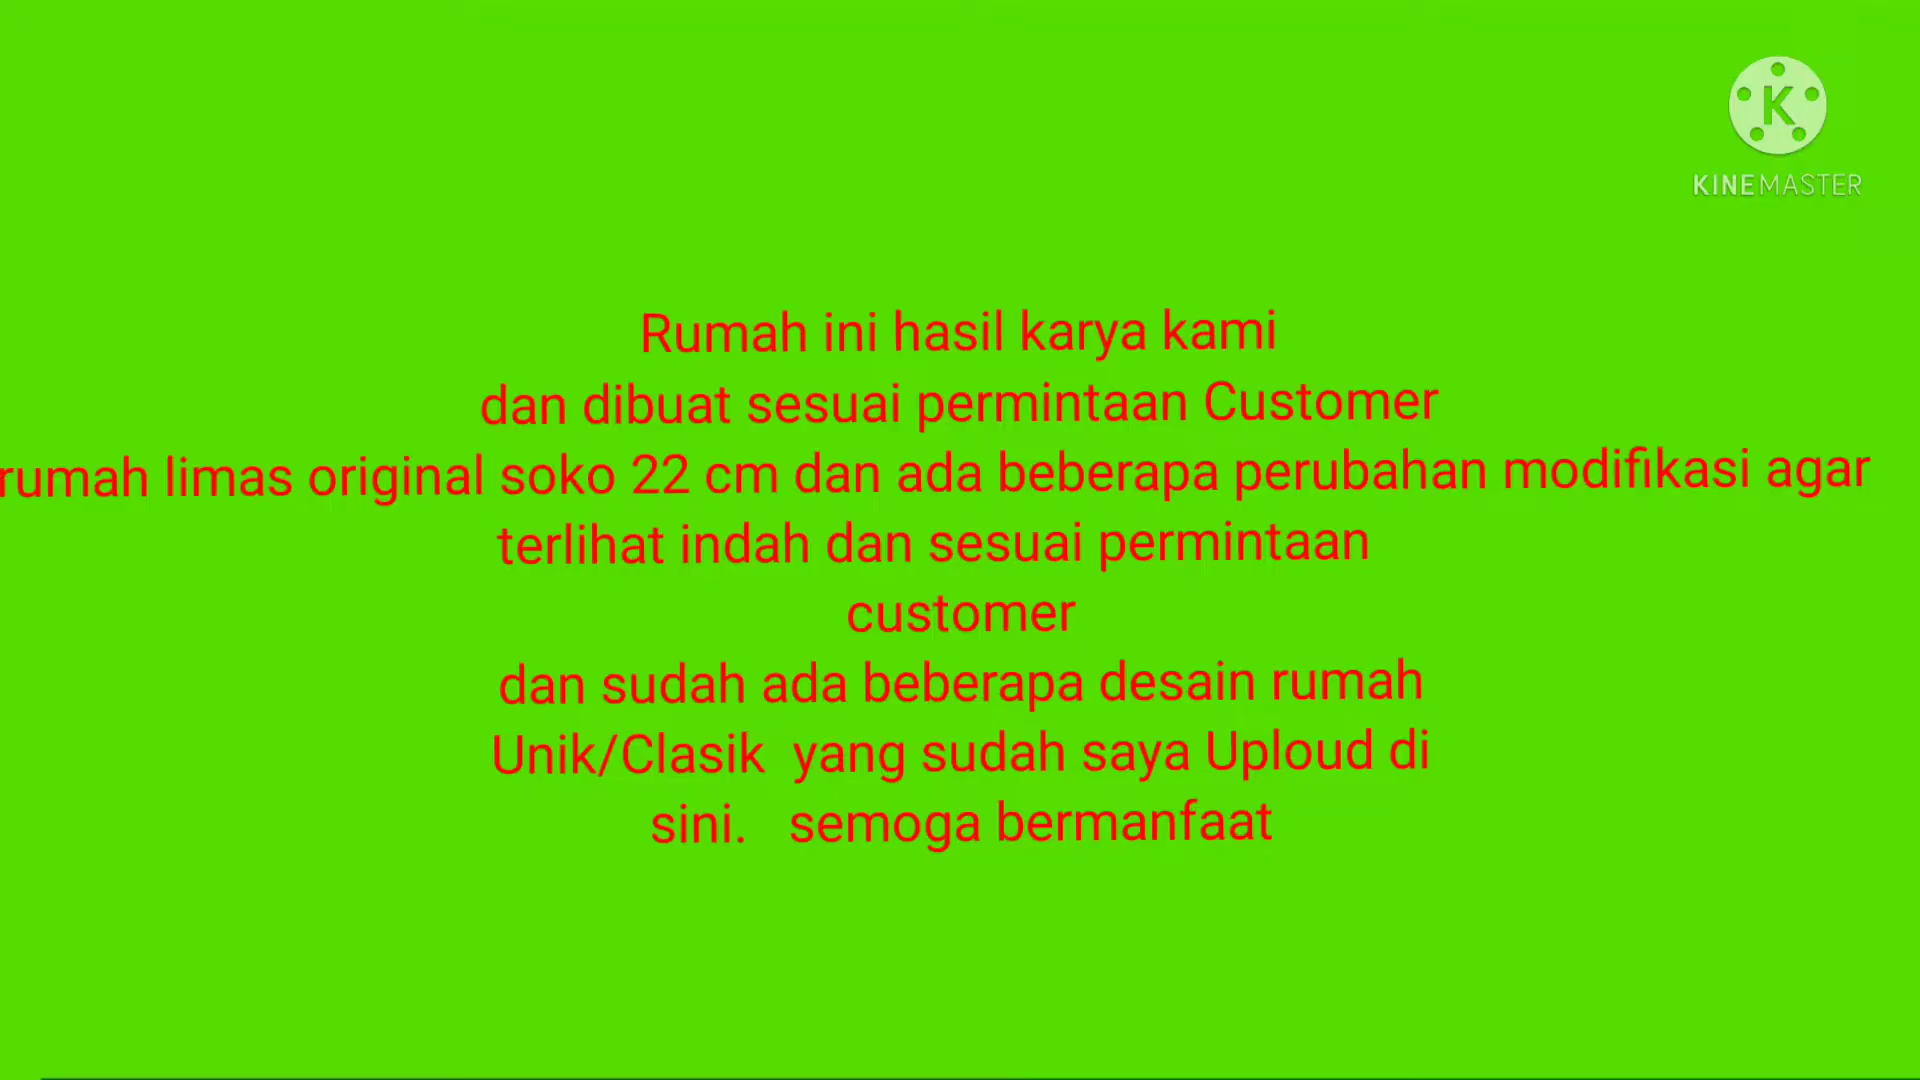 KINEMASTER
Rumah ini hasil karya kami
dan dibuat sesuai permintaan Customer
rumah limas original soko 22 cm dan ada beberapa perubahan modifikasi agar
terlihat indah dan sesuai permintaan
customer
dan sudah ada beberapa desain rumah
Unik/Clasik yang sudah saya Uploud di
sini. semoga bermanfaat